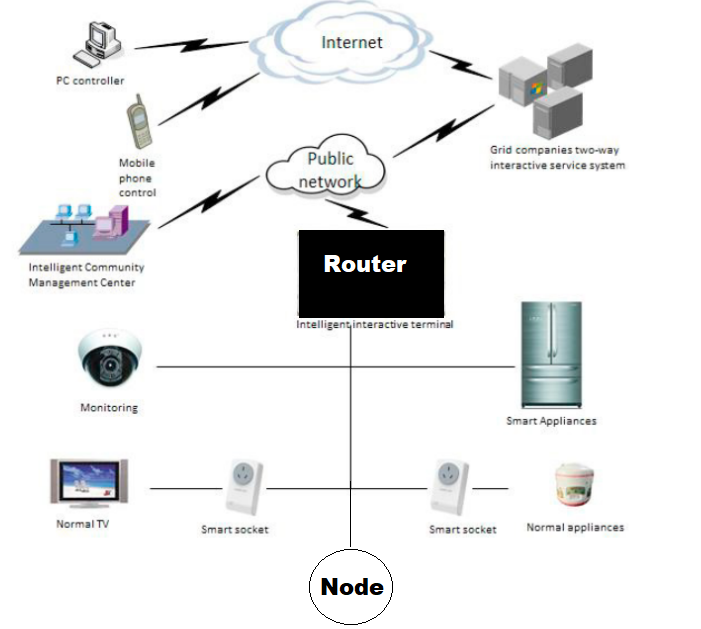 Internet
PC controller
Grid companies two-way
interactive service system
Mobile
phone
control
Public
network
Intelligent Community
Management Center
Router
Intelligent interactive terminal
Monitoring
Smart Appliances
Normal TV
Smart socket
Smart socket
Normal appliances
Node